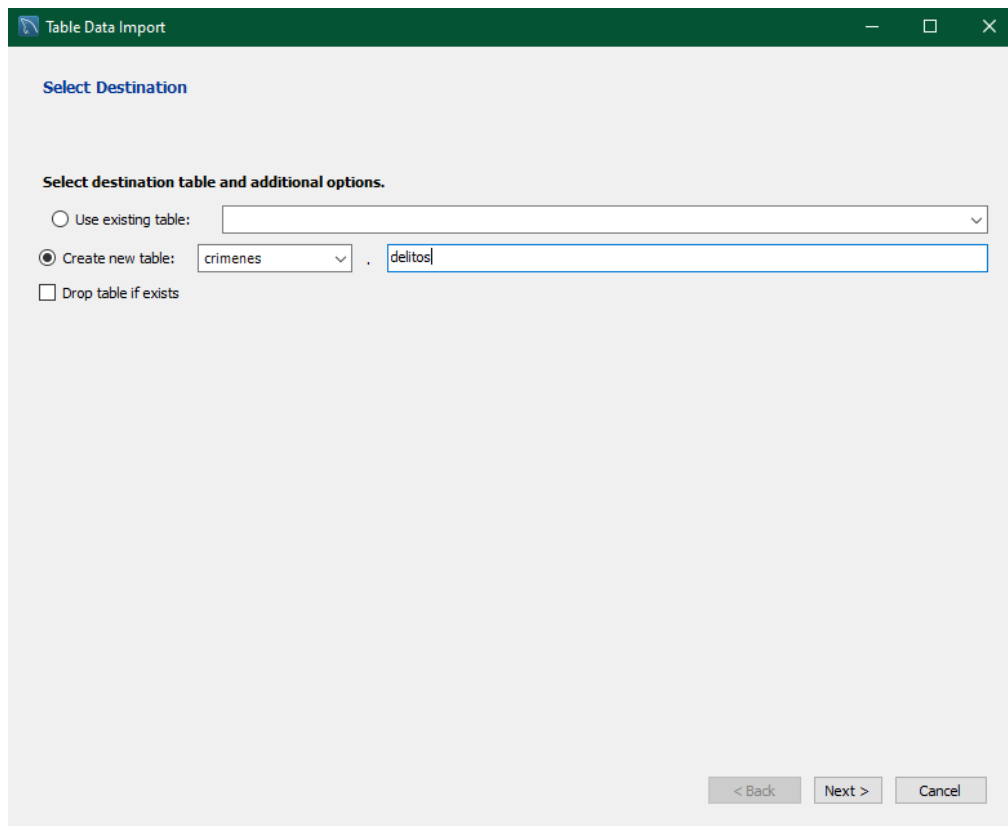 Table Data Import
Select Destination
Select destination table and additional options.
Use existing table:
Create new table: crimenes . delitos
Drop table if exists
< Back Next > Cancel